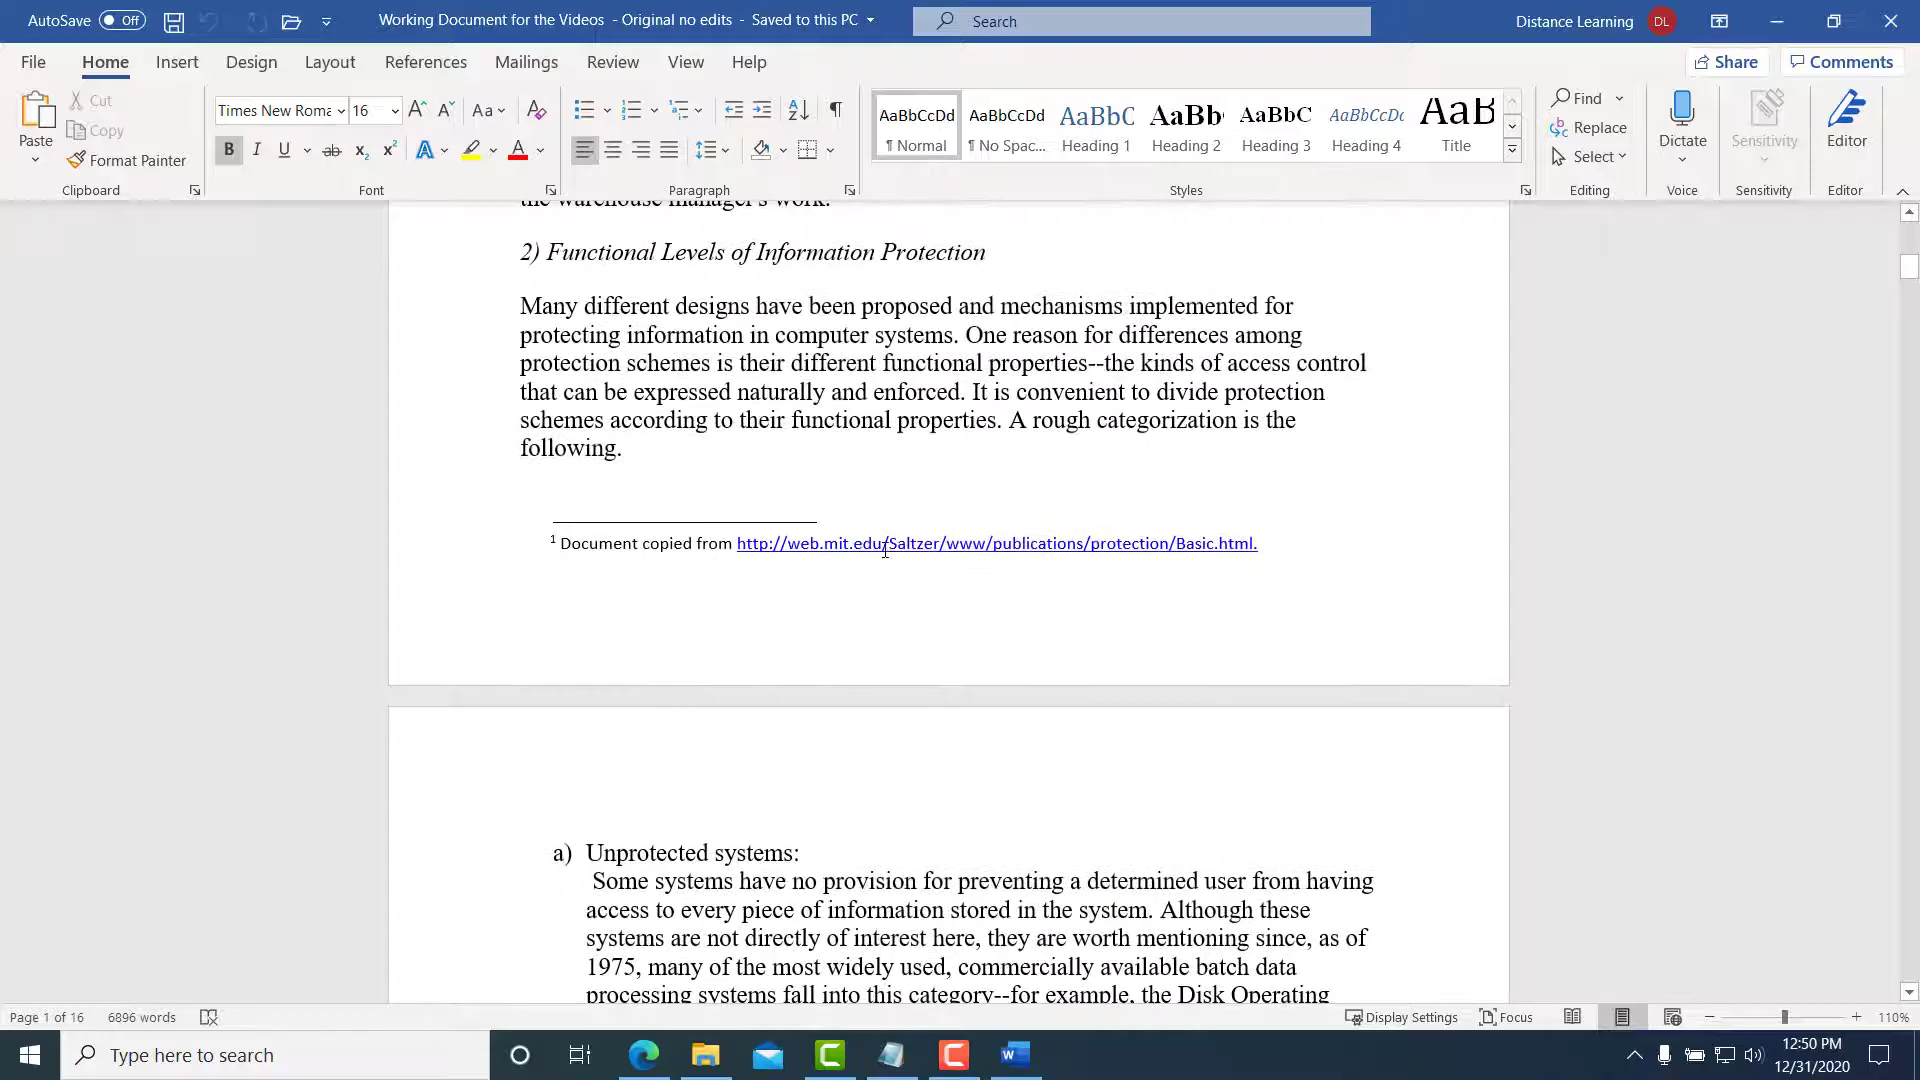 AutoSave Off
Working Document for the Videos - Original no edits - Saved to this PC
Search
Distance Learning DL
File Home Insert Design Layout References Mailings Review View Help
Share Comments
Paste
Cut
Copy
Format Painter
Clipboard
Times New Roma 16
Font
Paragraph
AaBbCcDd AaBbCcDd AaBbC AaBb AaBbC AaBbCcDc AaB
¶ Normal ¶ No Spac... Heading 1 Heading 2 Heading 3 Heading 4 Title
Styles
Find
Replace
Select
Editing
Dictate
Voice
Sensitivity
Sensitivity
Editor
Editor
the warehouse manager's work.
2) Functional Levels of Information Protection
Many different designs have been proposed and mechanisms implemented for
protecting information in computer systems. One reason for differences among
protection schemes is their different functional properties--the kinds of access control
that can be expressed naturally and enforced. It is convenient to divide protection
schemes according to their functional properties. A rough categorization is the
following.
1 Document copied from http://web.mit.edu/Saltzer/www/publications/protection/Basic.html.
a) Unprotected systems:
Some systems have no provision for preventing a determined user from having
access to every piece of information stored in the system. Although these
systems are not directly of interest here, they are worth mentioning since, as of
1975, many of the most widely used, commercially available batch data
processing systems fall into this category--for example, the Disk Operating
Page 1 of 16 6896 words
Display Settings Focus 110%
Type here to search
12:50 PM
12/31/2020